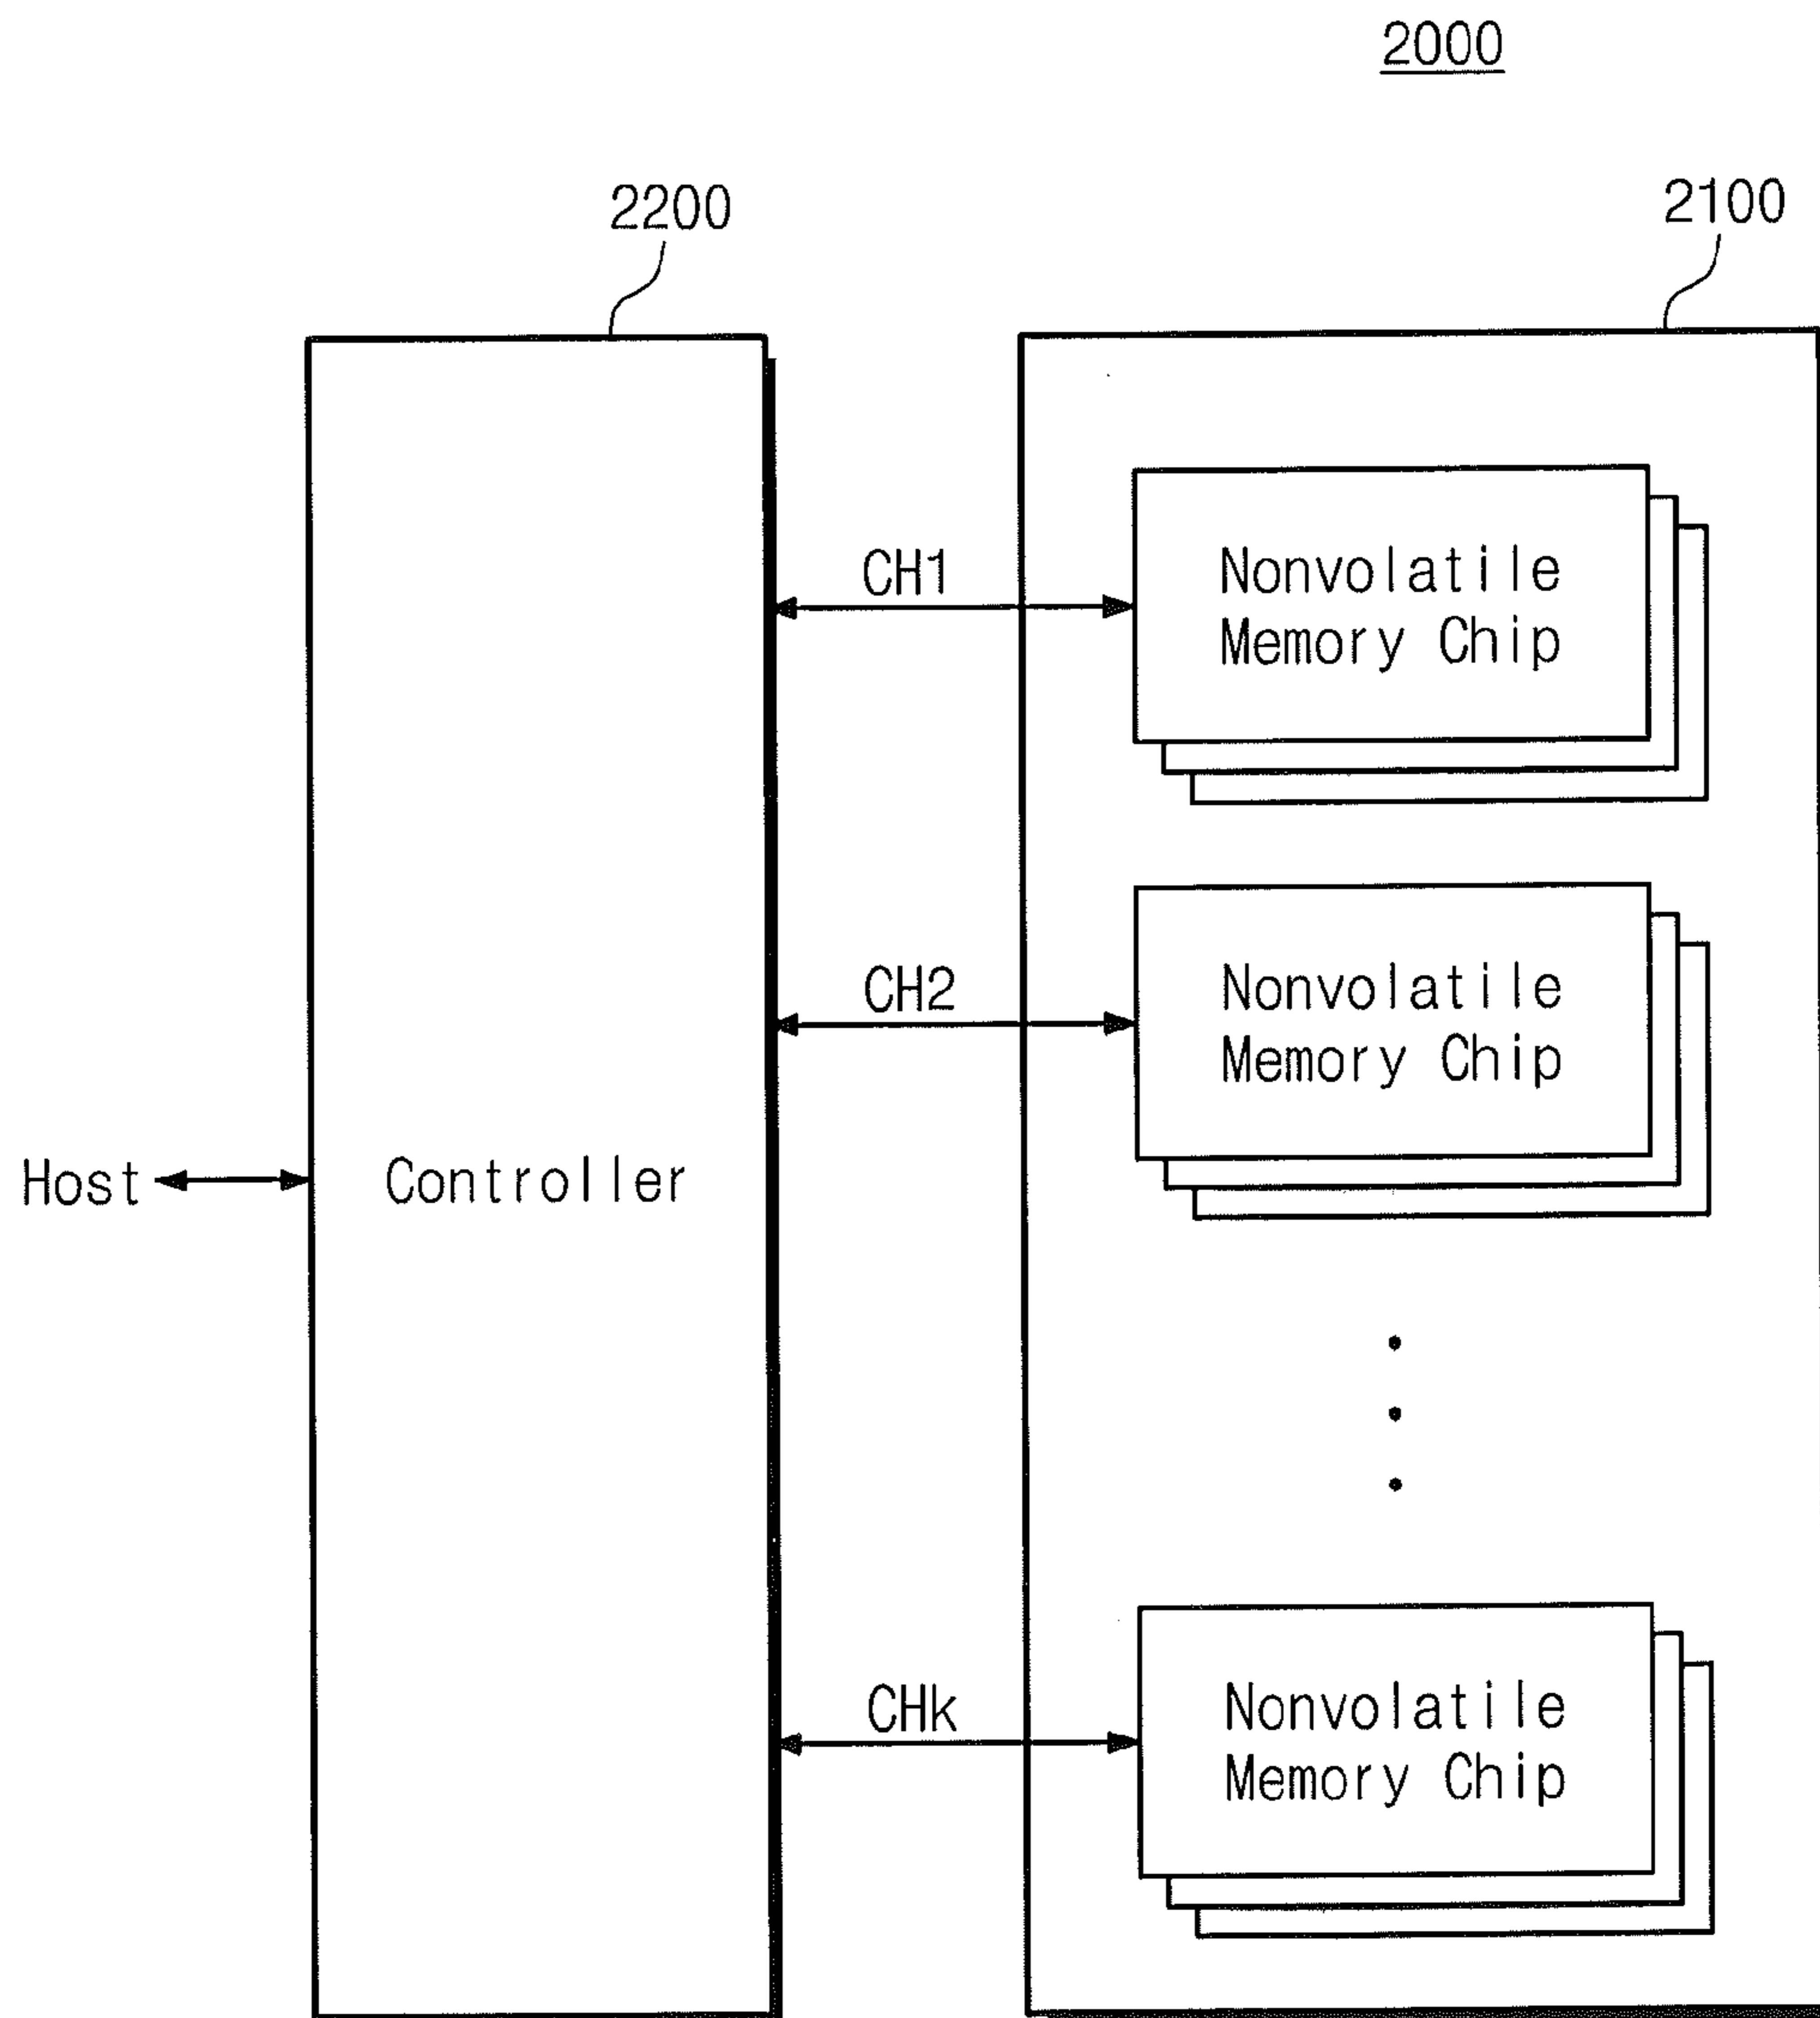 2000
2200
2100
CH1
Nonvolatile
Memory Chip
CH2
Nonvolatile
Memory Chip
Host
Controller
CHk
Nonvolatile
Memory Chip